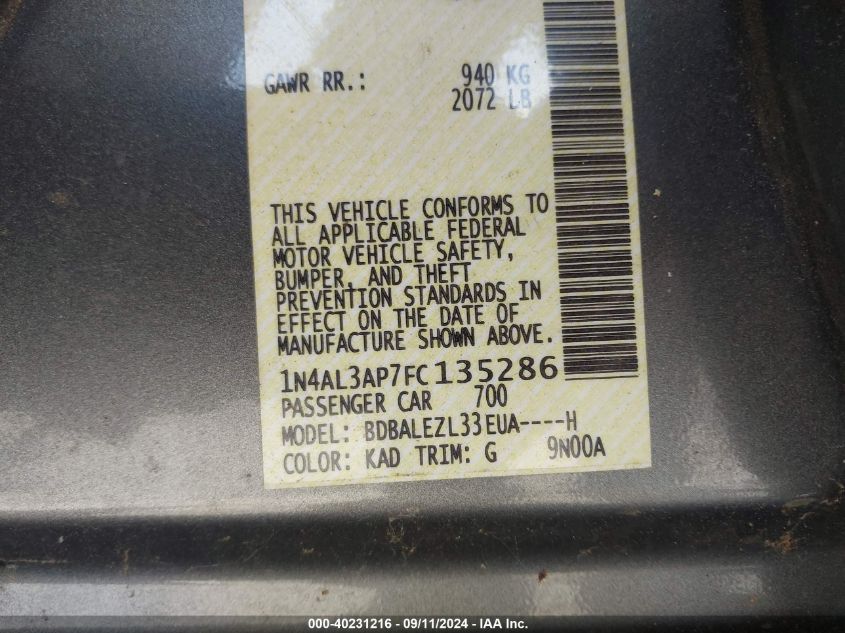 GAWR RR.: 940 KG
2072 LB
THIS VEHICLE CONFORMS TO
ALL APPLICABLE FEDERAL
MOTOR VEHICLE SAFETY,
BUMPER, AND THEFT
PREVENTION STANDARDS IN
EFFECT ON THE DATE OF
MANUFACTURE SHOWN ABOVE.
1N4AL3AP7FC135286
PASSENGER CAR 700
MODEL: BDBALEZL33EUA----H
COLOR: KAD TRIM: G 9N00A
000-40231216 - 09/11/2024 - IAA Inc.